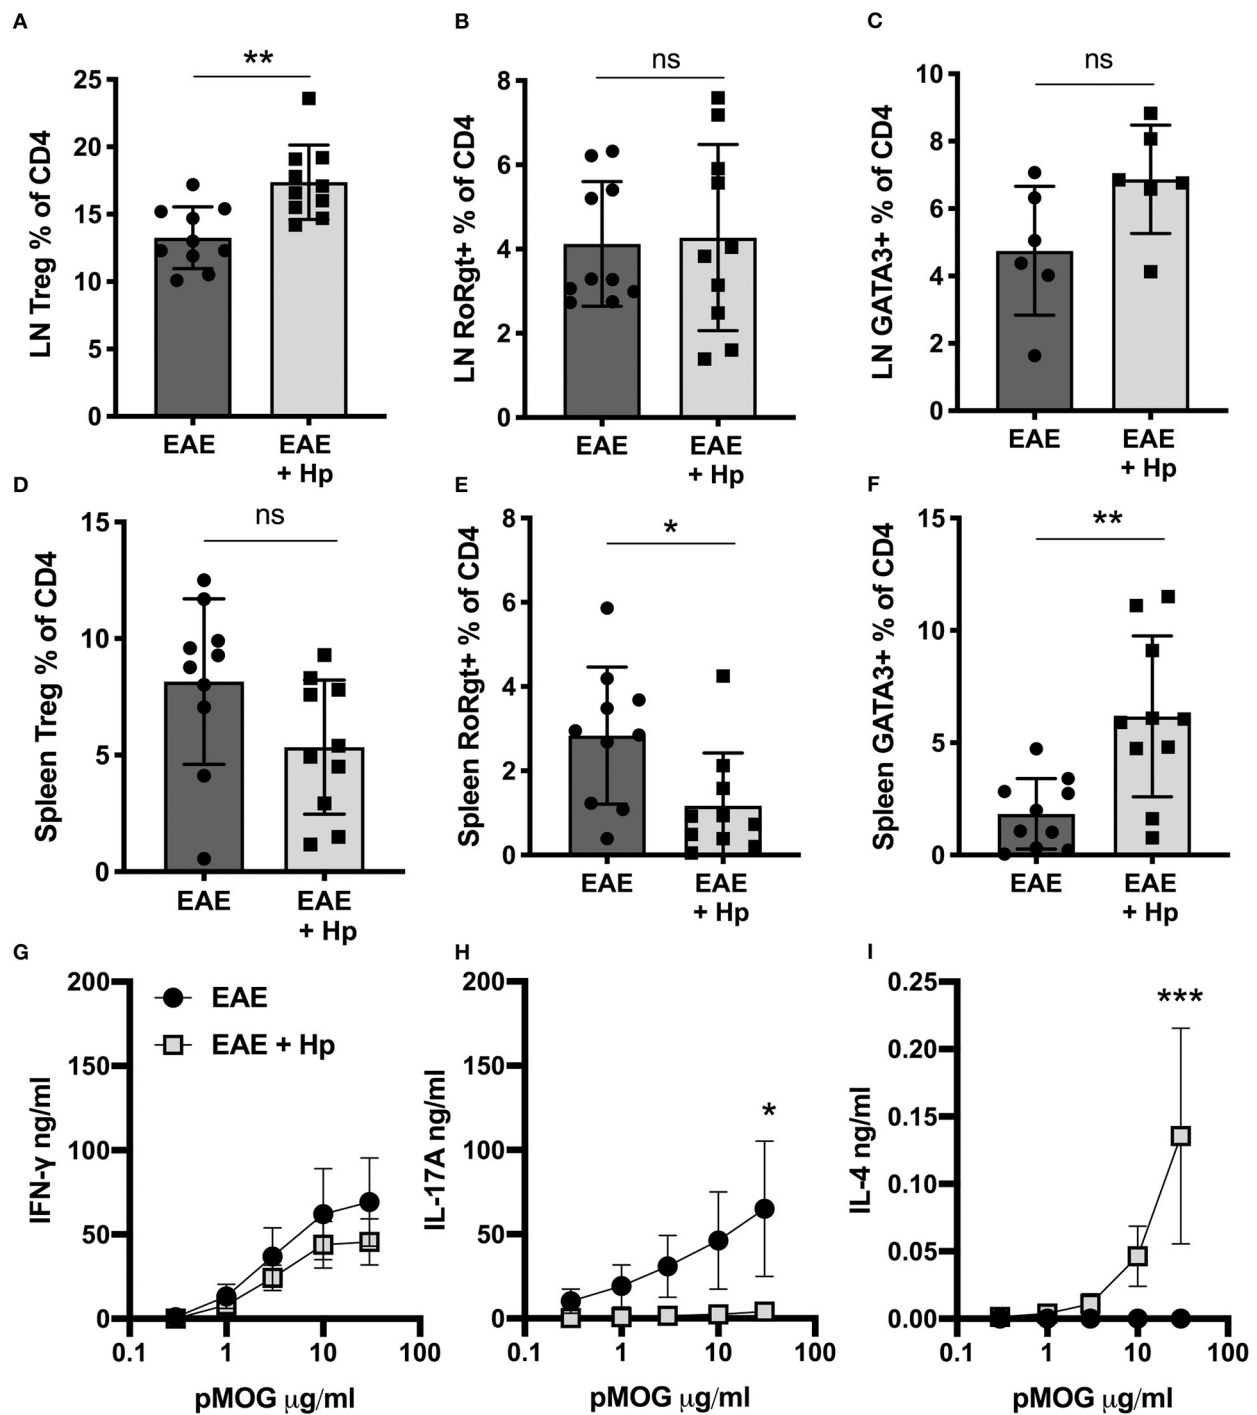 A
B
C
**
ns
ns
LN Treg % of CD4
25
20
15
10
5
0
EAE
EAE
+ Hp
LN RoRgt+ % of CD4
8
6
4
2
0
EAE
EAE
+ Hp
LN GATA3+ % of CD4
10
8
6
4
2
0
EAE
EAE
+ Hp
D
E
F
ns
*
**
Spleen Treg % of CD4
15
10
5
0
EAE
EAE
+ Hp
Spleen RoRgt+ % of CD4
8
6
4
2
0
EAE
EAE
+ Hp
Spleen GATA3+ % of CD4
15
10
5
0
EAE
EAE
+ Hp
G
H
I
IFN-γ ng/ml
200
150
100
50
0
EAE
EAE + Hp
0.1
1
10
100
pMOG μg/ml
IL-17A ng/ml
200
150
100
50
0
*
0.1
1
10
100
pMOG μg/ml
IL-4 ng/ml
0.25
0.20
0.15
0.10
0.05
0.00
***
0.1
1
10
100
pMOG μg/ml